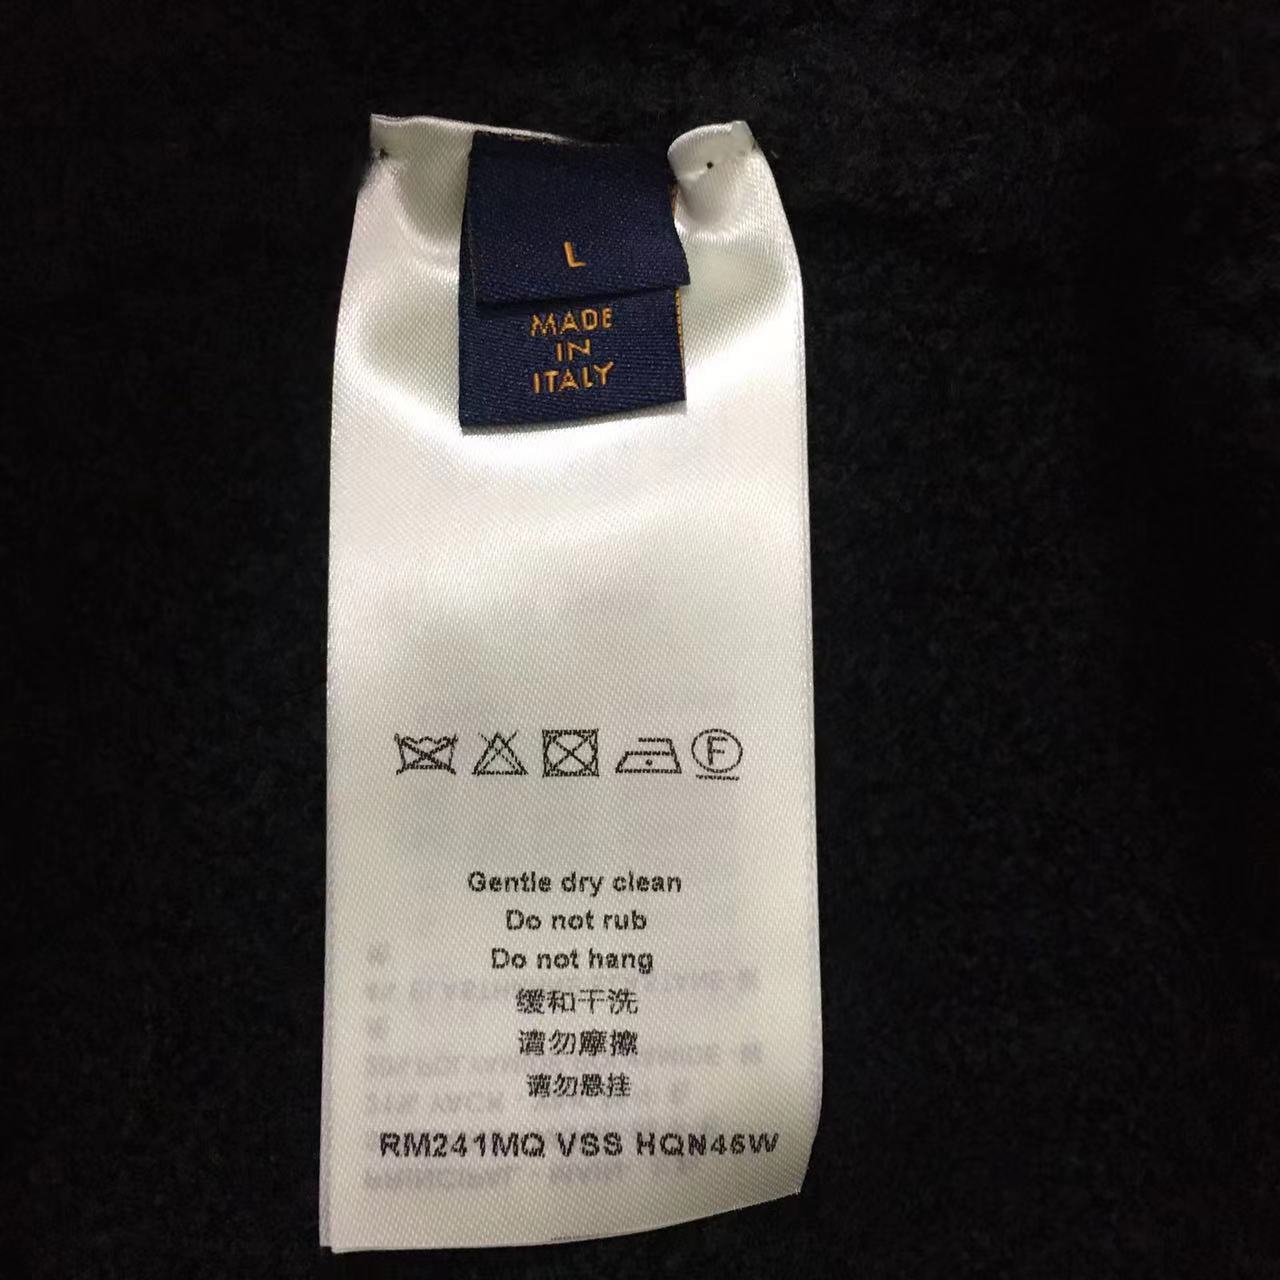 L
MADE
IN
ITALY
F
Gentle dry clean
Do not rub
Do not hang
缓和干洗
请勿摩擦
请勿悬挂
RM241MQ VSS HQN46W